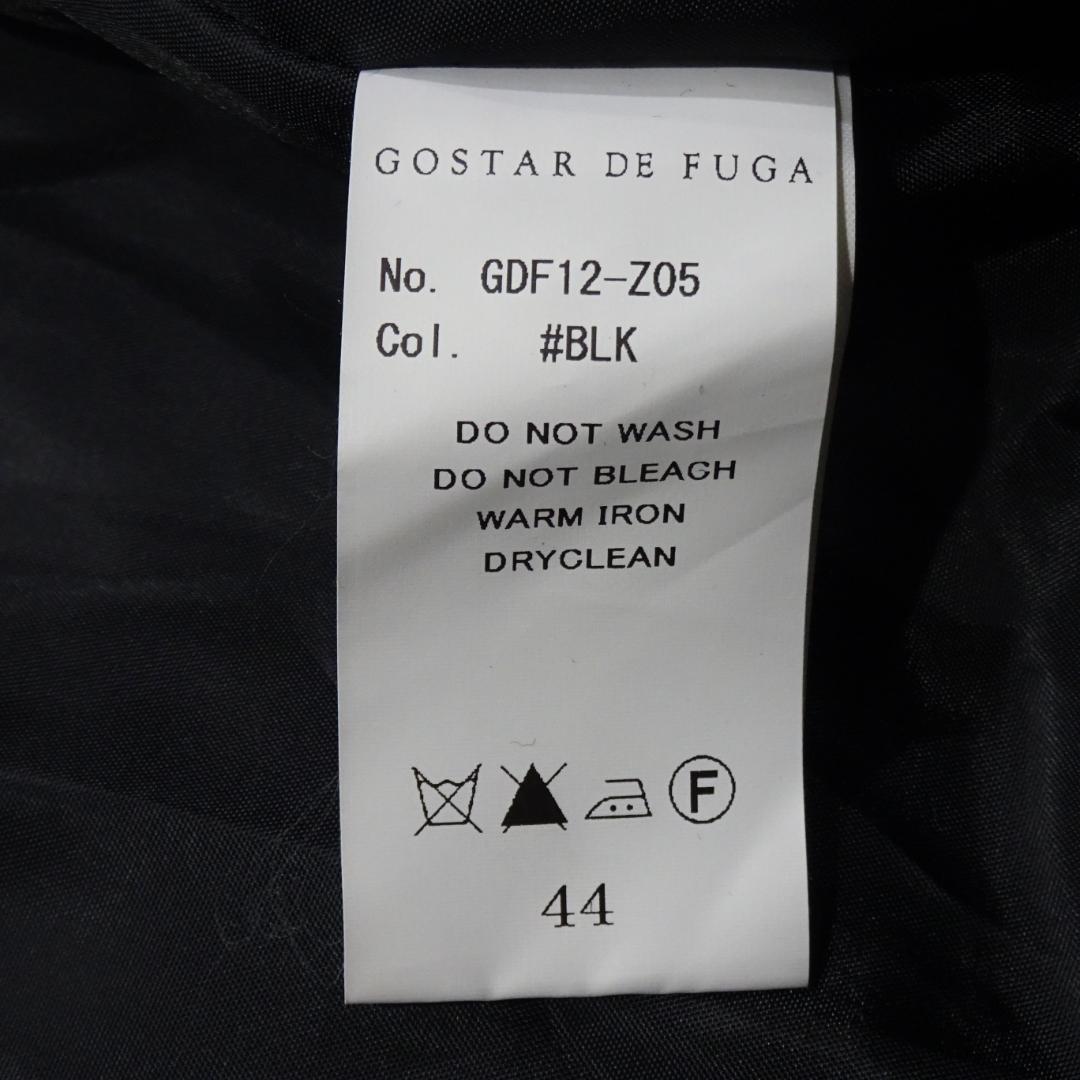 GOSTAR DE FUGA
No. GDF12-Z05
Col. #BLK
DO NOT WASH
DO NOT BLEACH
WARM IRON
DRYCLEAN
F
44